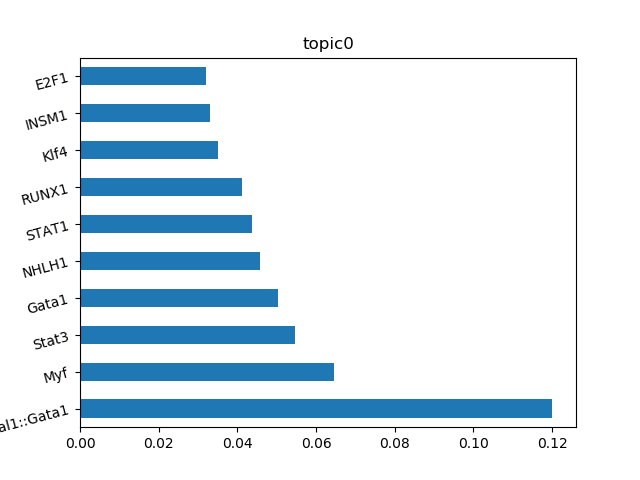 topic0
E2F1
INSM1
Klf4
RUNX1
STAT1
NHLH1
Gata1
Stat3
Myf
al1::Gata1
0.00 0.02 0.04 0.06 0.08 0.10 0.12